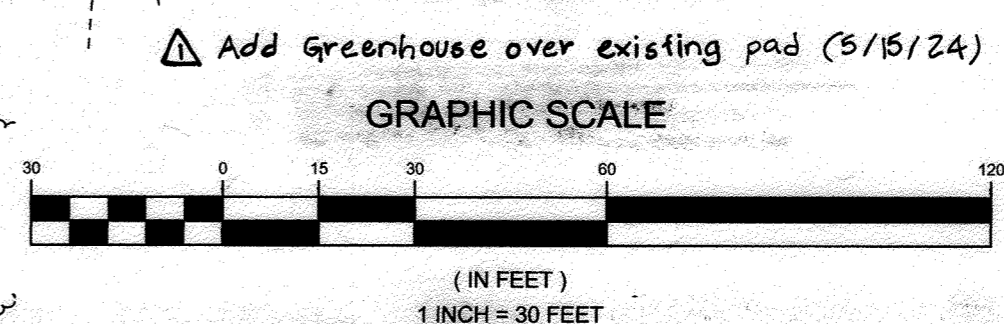 1 Add Greenhouse over existing pad (5/15/24)
GRAPHIC SCALE
30 0 15 30 60 120
( IN FEET )
1 INCH = 30 FEET